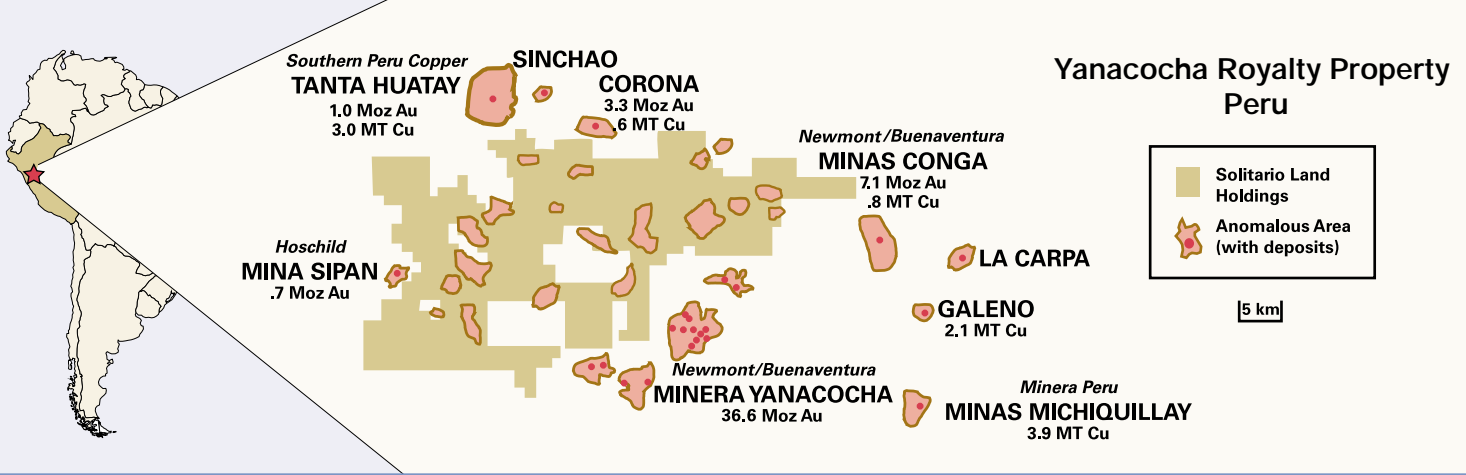 Yanacocha Royalty Property
Peru
Southern Peru Copper
TANTA HUATAY
1.0 Moz Au
3.0 MT Cu
SINCHAO
CORONA
3.3 Moz Au
.6 MT Cu
Newmont/Buenaventura
MINAS CONGA
7.1 Moz Au
.8 MT Cu
Solitario Land
Holdings
Anomalous Area
(with deposits)
Hoschild
MINA SIPAN
.7 Moz Au
LA CARPA
GALENO
2.1 MT Cu
5 km
Newmont/Buenaventura
MINERA YANACOCHA
36.6 Moz Au
Minera Peru
MINAS MICHIQUILLAY
3.9 MT Cu